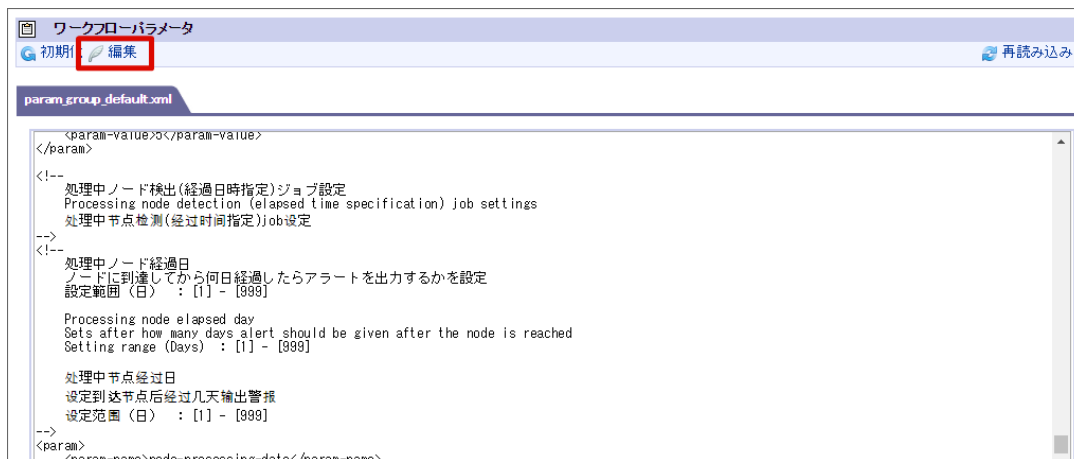 ワークフローパラメータ
初期化 編集 再読み込み
param_group_default.xml
<param-value>5</param-value>
</param>
<!--
処理中ノード検出(経過日時指定)ジョブ設定
Processing node detection (elapsed time specification) job settings
处理中节点检测(经过时间指定)job设定
-->
<!--
処理中ノード経過日
ノードに到達してから何日経過したらアラートを出力するかを設定
設定範囲（日） : [1] - [999]
Processing node elapsed day
Sets after how many days alert should be given after the node is reached
Setting range (Days) : [1] - [999]
处理中节点经过日
设定到达节点后经过几天输出警报
设定范围（日） : [1] - [999]
-->
<param>
<param-name>node-processing-date</param-name>